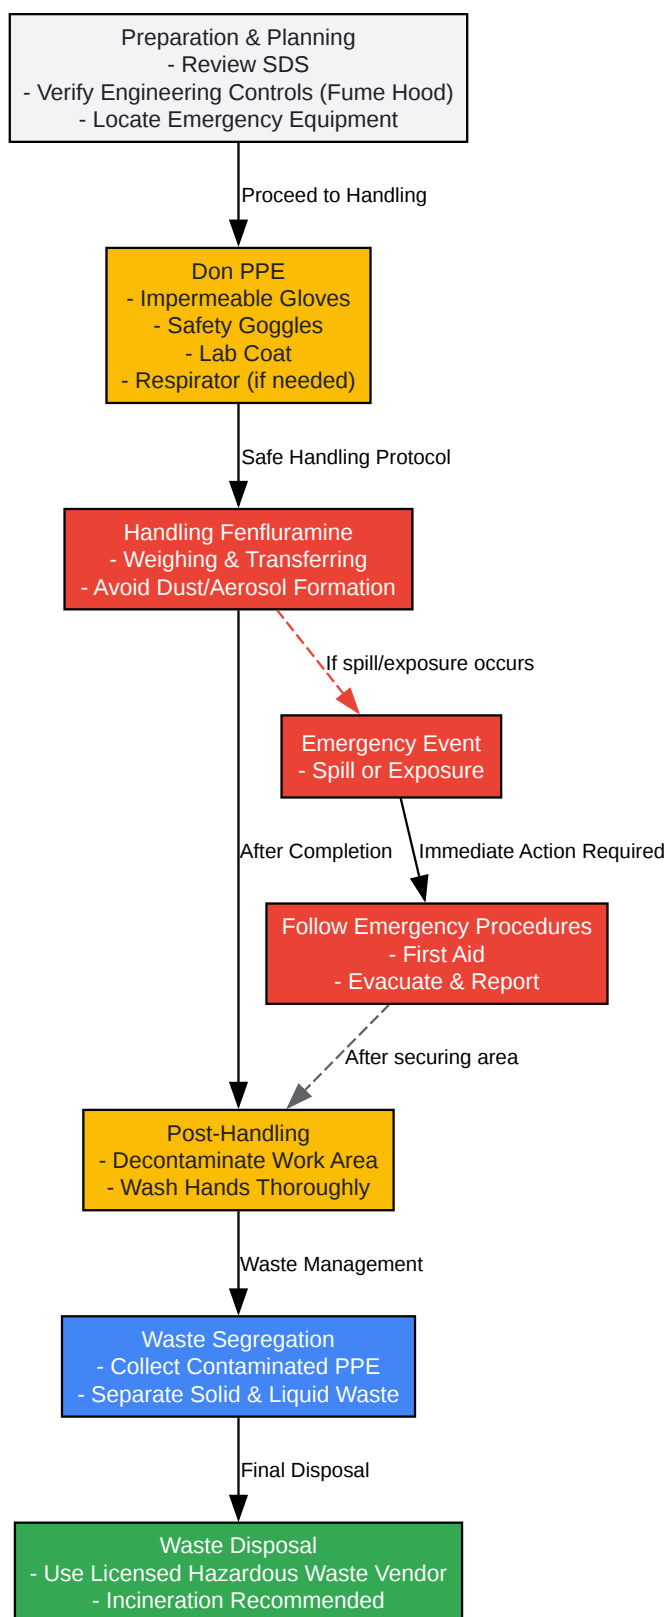 Preparation & Planning
- Review SDS
- Verify Engineering Controls (Fume Hood)
- Locate Emergency Equipment
Proceed to Handling
Don PPE
- Impermeable Gloves
- Safety Goggles
- Lab Coat
- Respirator (if needed)
Safe Handling Protocol
Handling Fenfluramine
- Weighing & Transferring
- Avoid Dust/Aerosol Formation
If spill/exposure occurs
Emergency Event
- Spill or Exposure
After Completion
Immediate Action Required
Follow Emergency Procedures
- First Aid
- Evacuate & Report
After securing area
Post-Handling
- Decontaminate Work Area
- Wash Hands Thoroughly
Waste Management
Waste Segregation
- Collect Contaminated PPE
- Separate Solid & Liquid Waste
Final Disposal
Waste Disposal
- Use Licensed Hazardous Waste Vendor
- Incineration Recommended